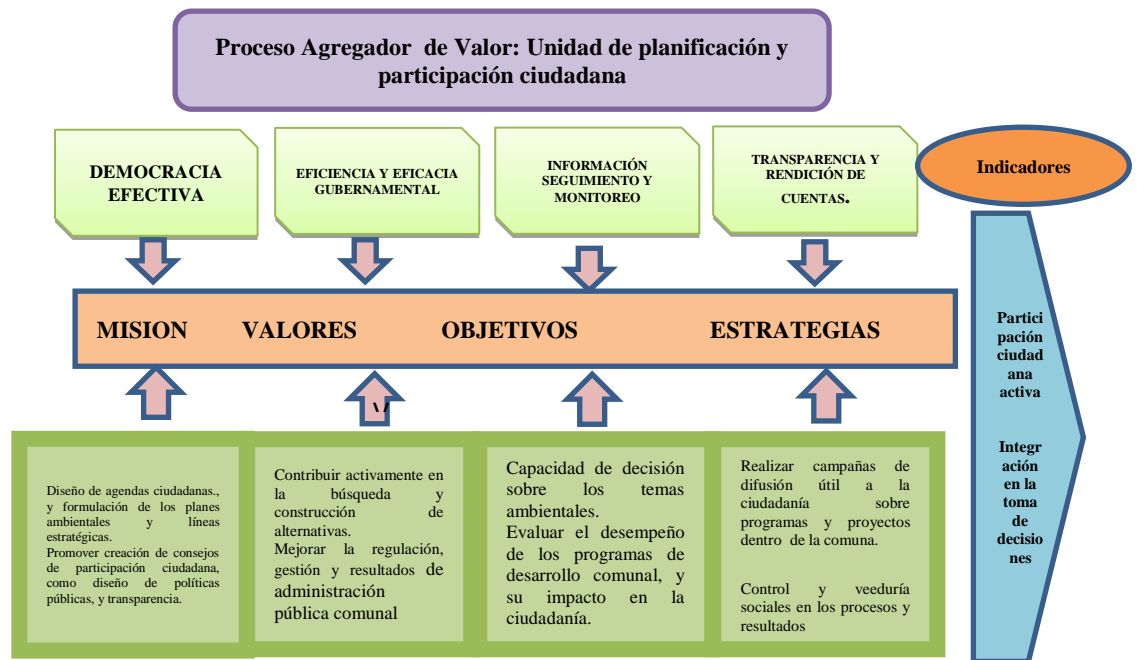 Proceso Agregador de Valor: Unidad de planificación y
participación ciudadana
DEMOCRACIA
EFECTIVA
EFICIENCIA Y EFICACIA
GUBERNAMENTAL
INFORMACIÓN
SEGUIMIENTO Y
MONITOREO
TRANSPARENCIA Y
RENDICIÓN DE
CUENTAS.
Indicadores
MISION VALORES OBJETIVOS ESTRATEGIAS
Diseño de agendas ciudadanas.,
y formulación de los planes
ambientales y líneas
estratégicas.
Promover creación de consejos
de participación ciudadana,
como diseño de políticas
públicas, y transparencia.
Contribuir activamente en
la búsqueda y
construcción de
alternativas.
Mejorar la regulación,
gestión y resultados de
administración
pública comunal
Capacidad de decisión
sobre los temas
ambientales.
Evaluar el desempeño
de los programas de
desarrollo comunal, y
su impacto en la
ciudadanía.
Realizar campañas de
difusión útil a la
ciudadanía sobre
programas y proyectos
dentro de la comuna.
Control y veeduría
sociales en los procesos y
resultados
Partici
pación
ciudad
ana
activa
Integr
ación
en la
toma
de
decisio
nes